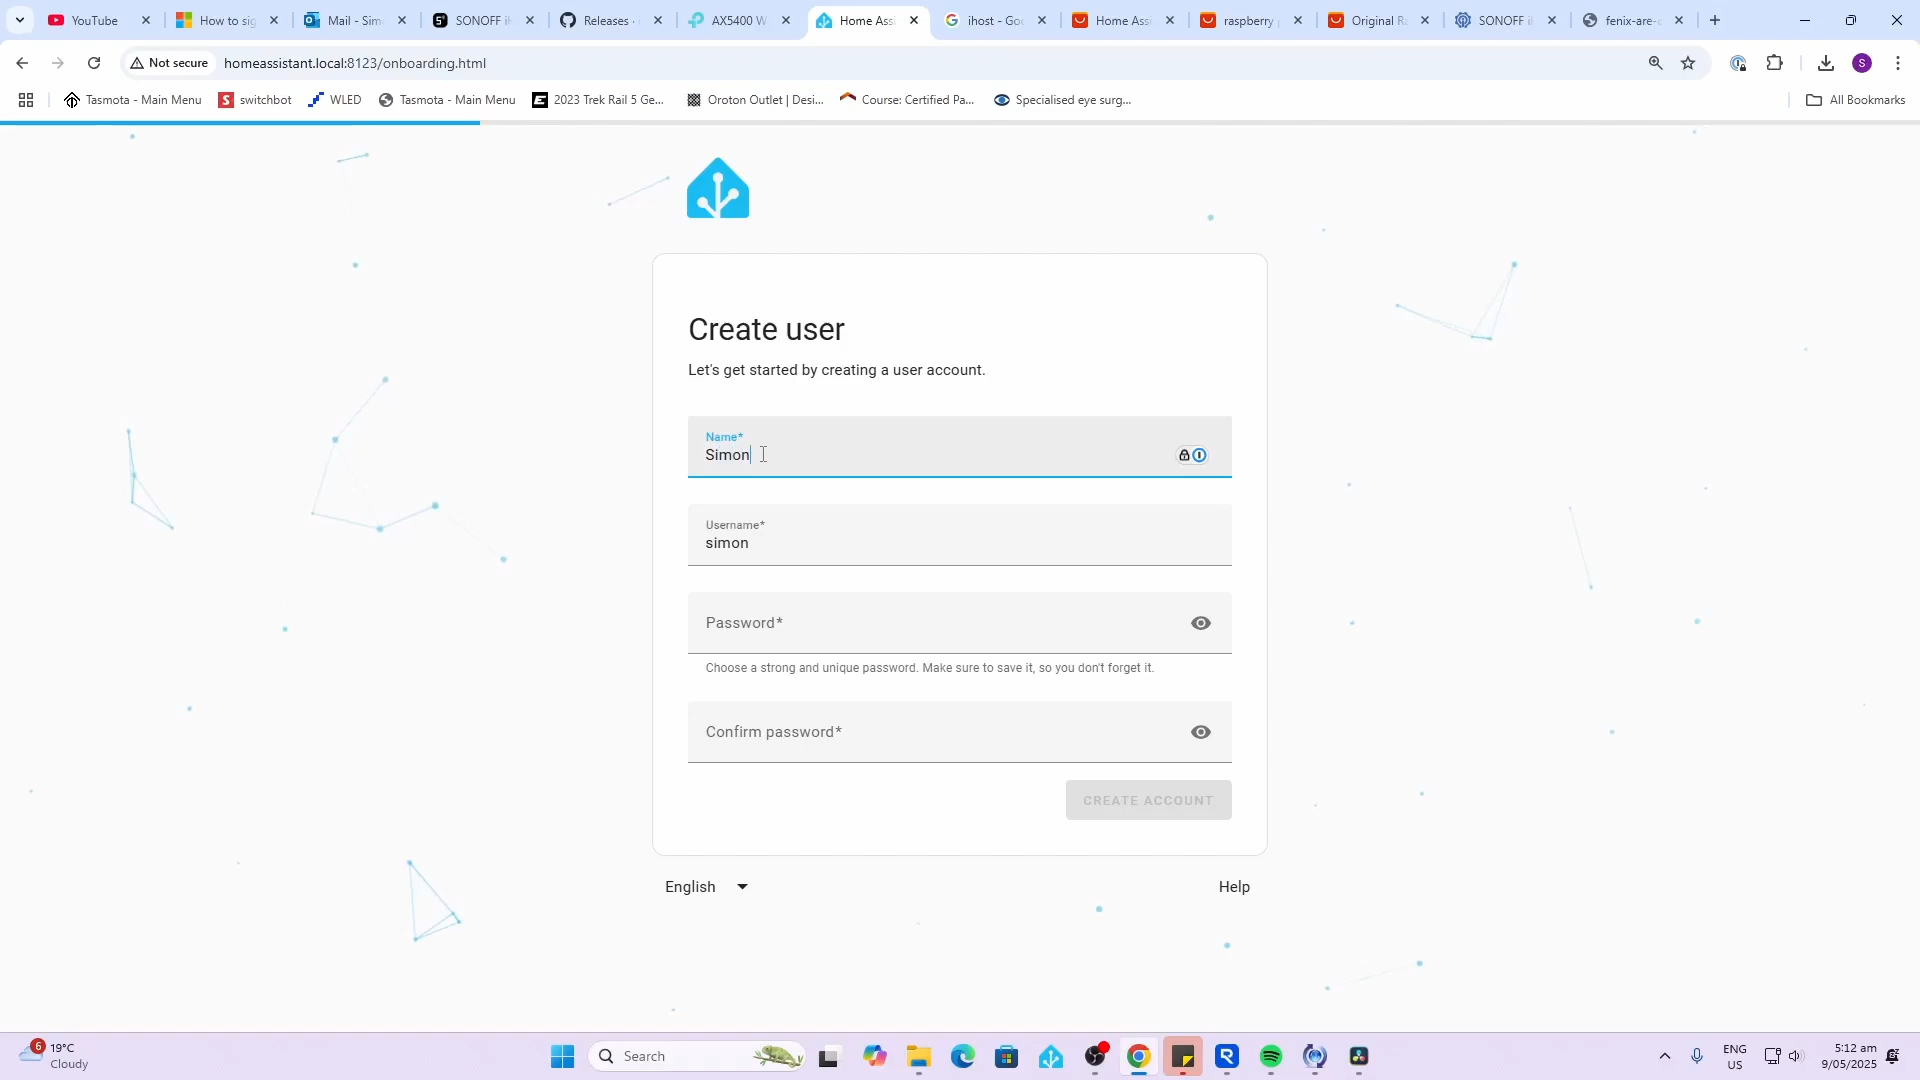 YouTube
How to sig
Mail - Sim
SONOFF i
Releases ·
AX5400 W
Home Assi
ihost - Goo
Home Assi
raspberry
Original Ra
SONOFF i
fenix-are-
Not secure
homeassistant.local:8123/onboarding.html
S
Tasmota - Main Menu
switchbot
WLED
Tasmota - Main Menu
2023 Trek Rail 5 Ge...
Oroton Outlet | Desi...
Course: Certified Pa...
Specialised eye surg...
All Bookmarks
Create user
Let's get started by creating a user account.
Name*
Simon
Username*
simon
Password*
Choose a strong and unique password. Make sure to save it, so you don't forget it.
Confirm password*
CREATE ACCOUNT
English
Help
6
19°C
Cloudy
Search
ENG
US
5:12 am
9/05/2025